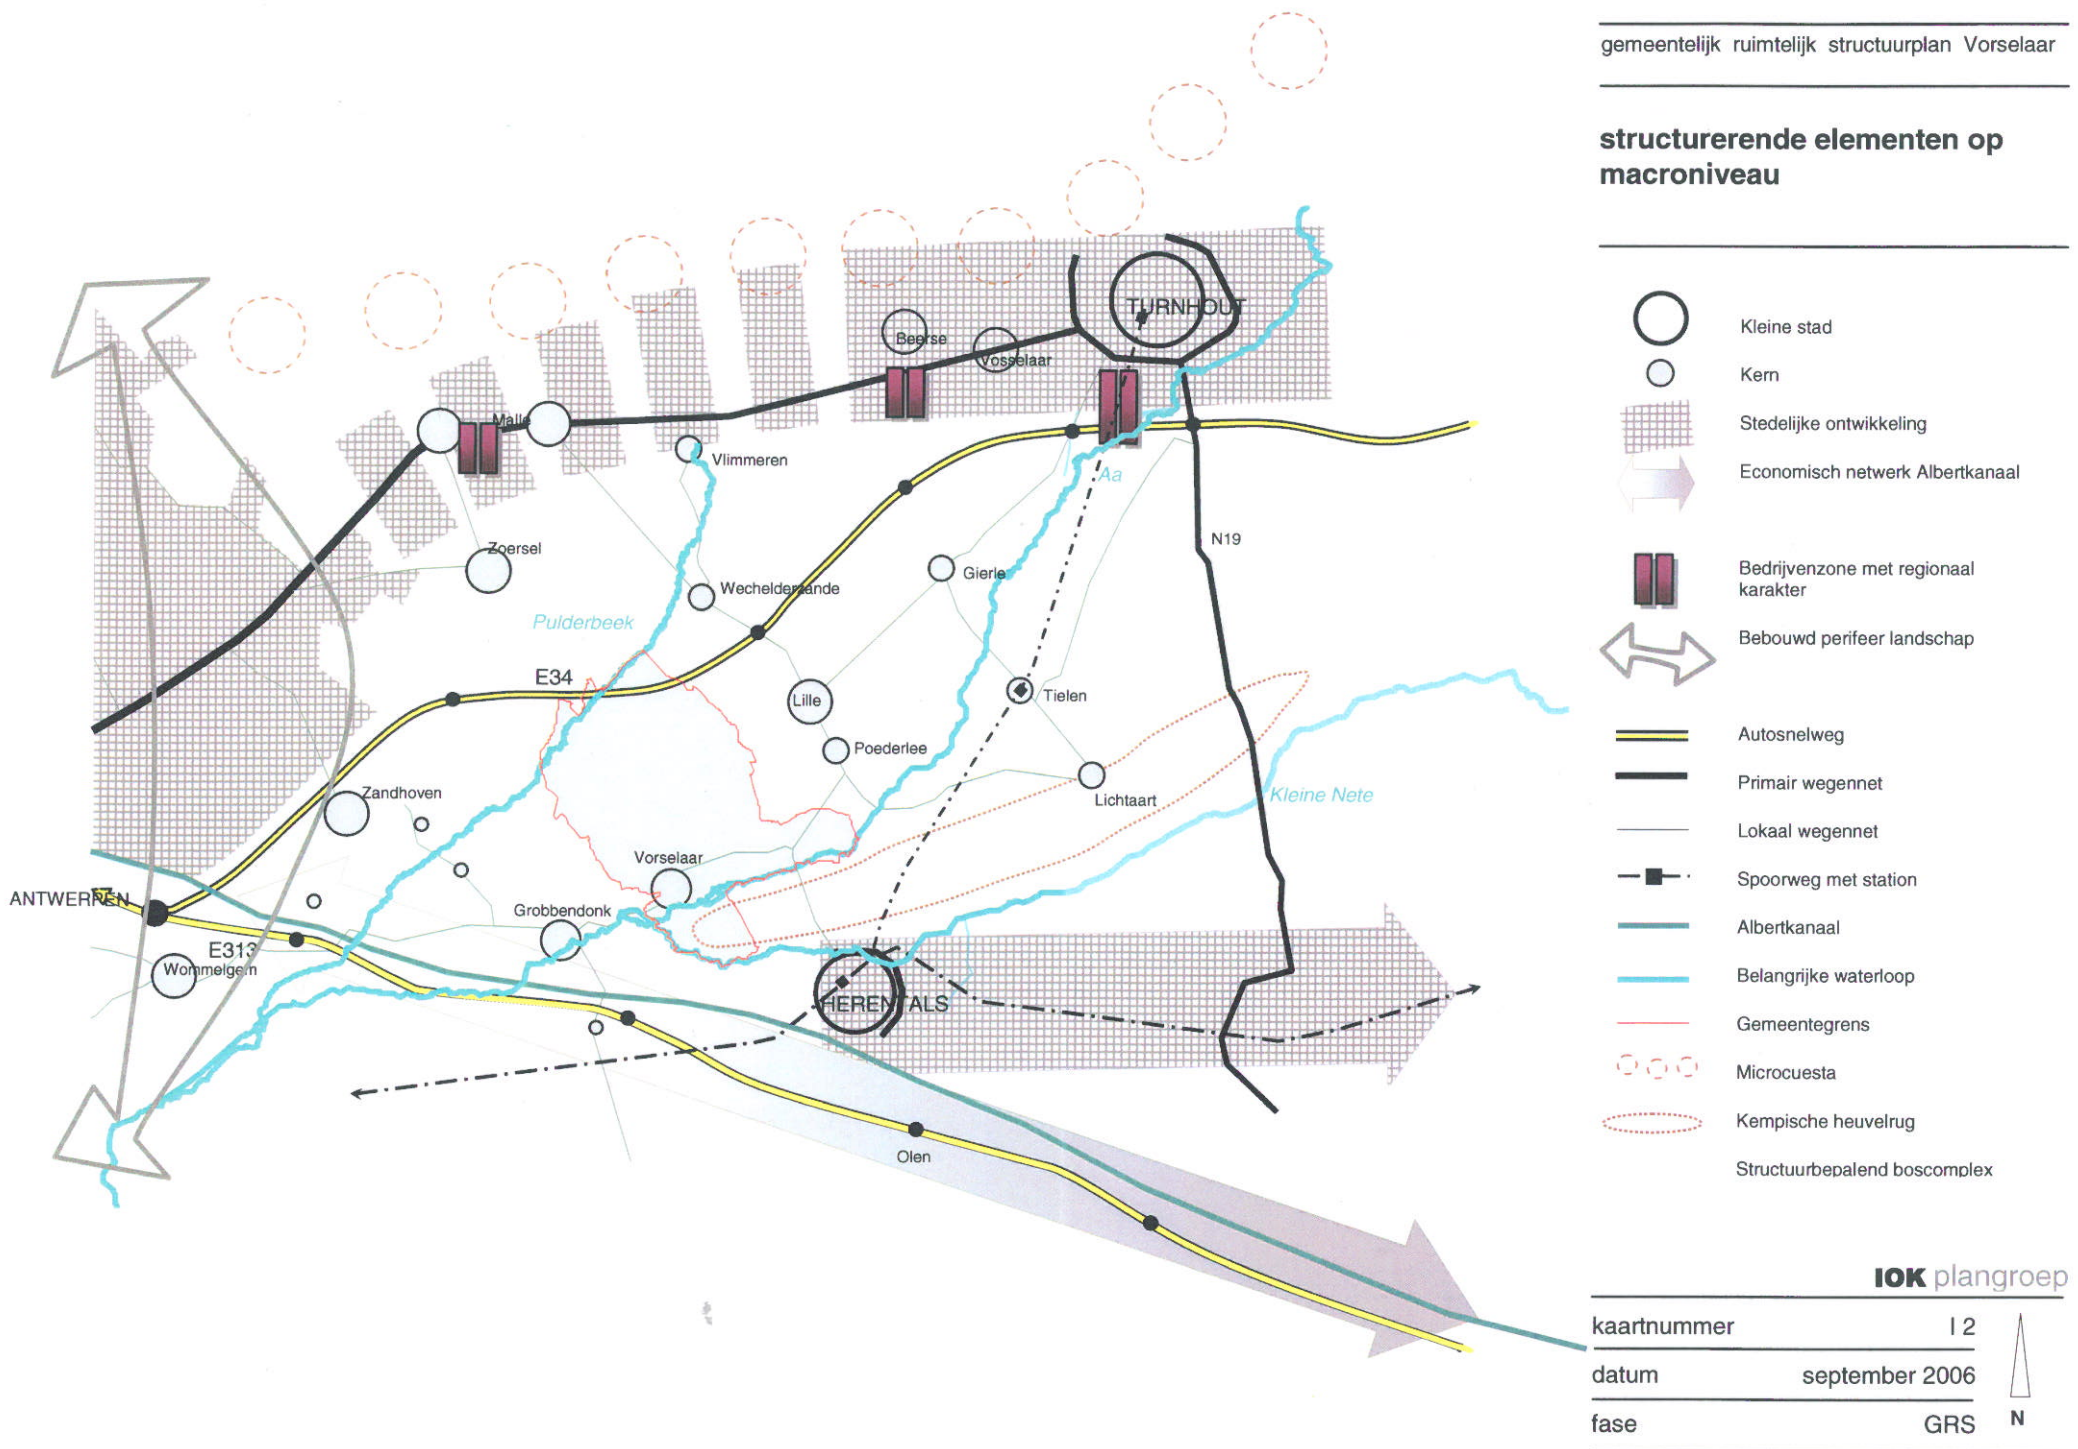 gemeentelijk ruimtelijk structuurplan Vorselaar
structurerende elementen op
macroniveau
Kleine stad
Kern
Stedelijke ontwikkeling
Economisch netwerk Albertkanaal
Bedrijvenzone met regionaal
karakter
Bebouwd perifeer landschap
Autosnelweg
Primair wegennet
Lokaal wegennet
Spoorweg met station
Albertkanaal
Belangrijke waterloop
Gemeentegrens
Microcuesta
Kempische heuvelrug
Structuurbepalend boscomplex
IOK plangroep
kaartnummer I 2
datum september 2006
fase GRS
N
TURNHOUT
Beerse
Vosselaar
Malle
Vlimmeren
Aa
N19
Zoersel
Gierle
Wechelderzande
Pulderbeek
E34
Lille
Tielen
Poederlee
Zandhoven
Lichtaart
Kleine Nete
Vorselaar
ANTWERPEN
Grobbendonk
E313
Wommelgem
HERENTALS
Olen